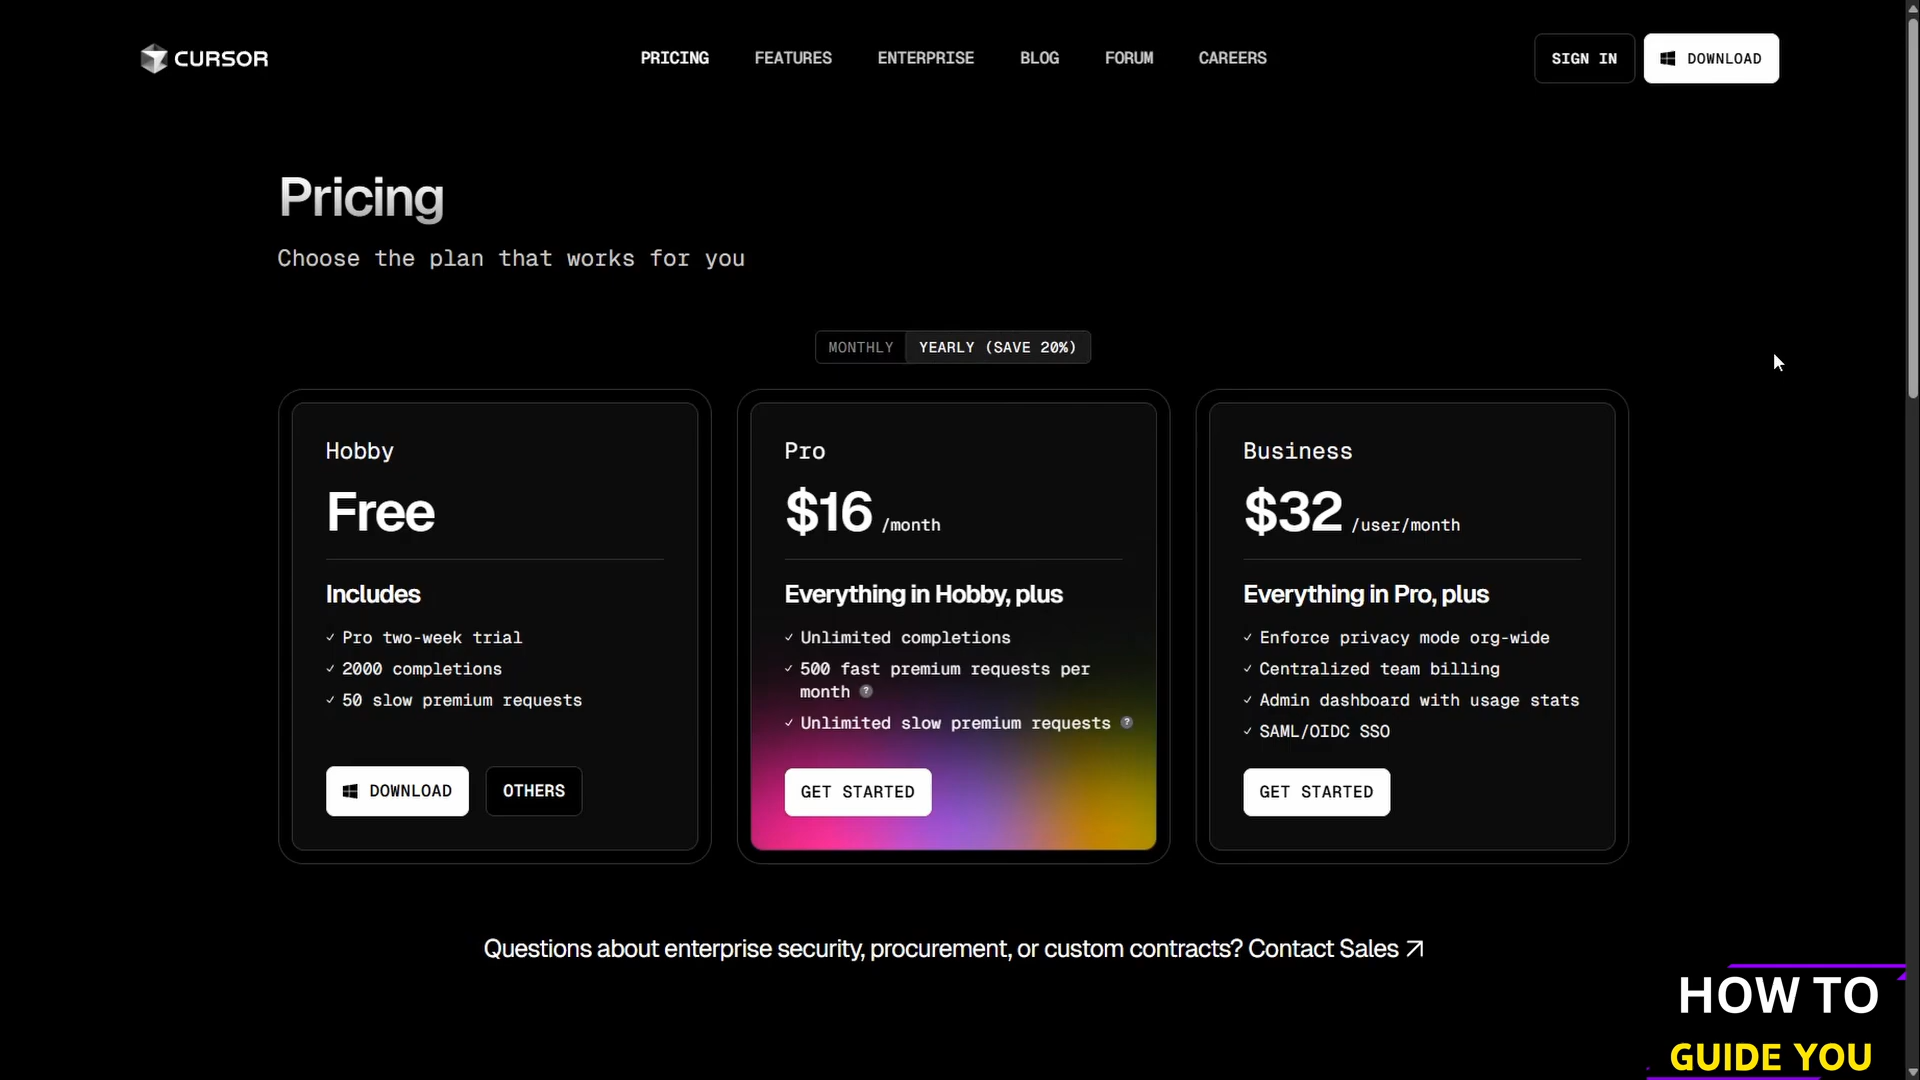 CURSOR
PRICING FEATURES ENTERPRISE BLOG FORUM CAREERS
SIGN IN DOWNLOAD
Pricing
Choose the plan that works for you
MONTHLY YEARLY (SAVE 20%)
Hobby
Free
Includes
✓ Pro two-week trial
✓ 2000 completions
✓ 50 slow premium requests
DOWNLOAD OTHERS
Pro
$16 /month
Everything in Hobby, plus
✓ Unlimited completions
✓ 500 fast premium requests per
month ?
✓ Unlimited slow premium requests ?
GET STARTED
Business
$32 /user/month
Everything in Pro, plus
✓ Enforce privacy mode org-wide
✓ Centralized team billing
✓ Admin dashboard with usage stats
✓ SAML/OIDC SSO
GET STARTED
Questions about enterprise security, procurement, or custom contracts? Contact Sales ↗
HOW TO
GUIDE YOU